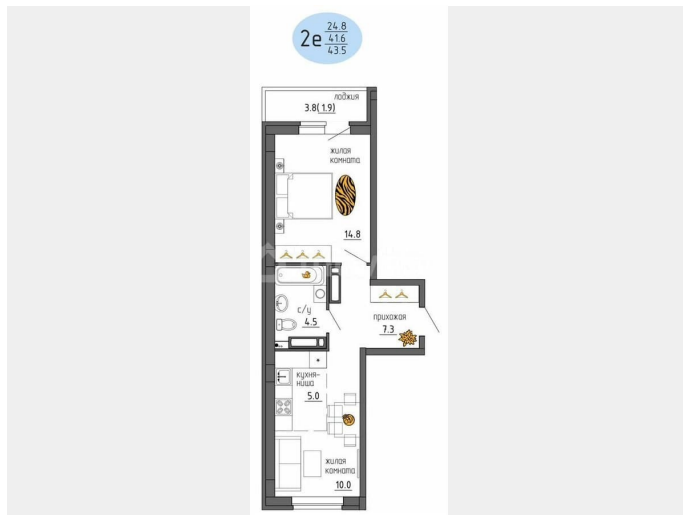 2е 24.8
41.6
43.5
лоджия
3.8(1.9)
жилая
комната
14.8
с/у
4.5
прихожая
7.3
кухня-
ниша
5.0
жилая
комната
10.0